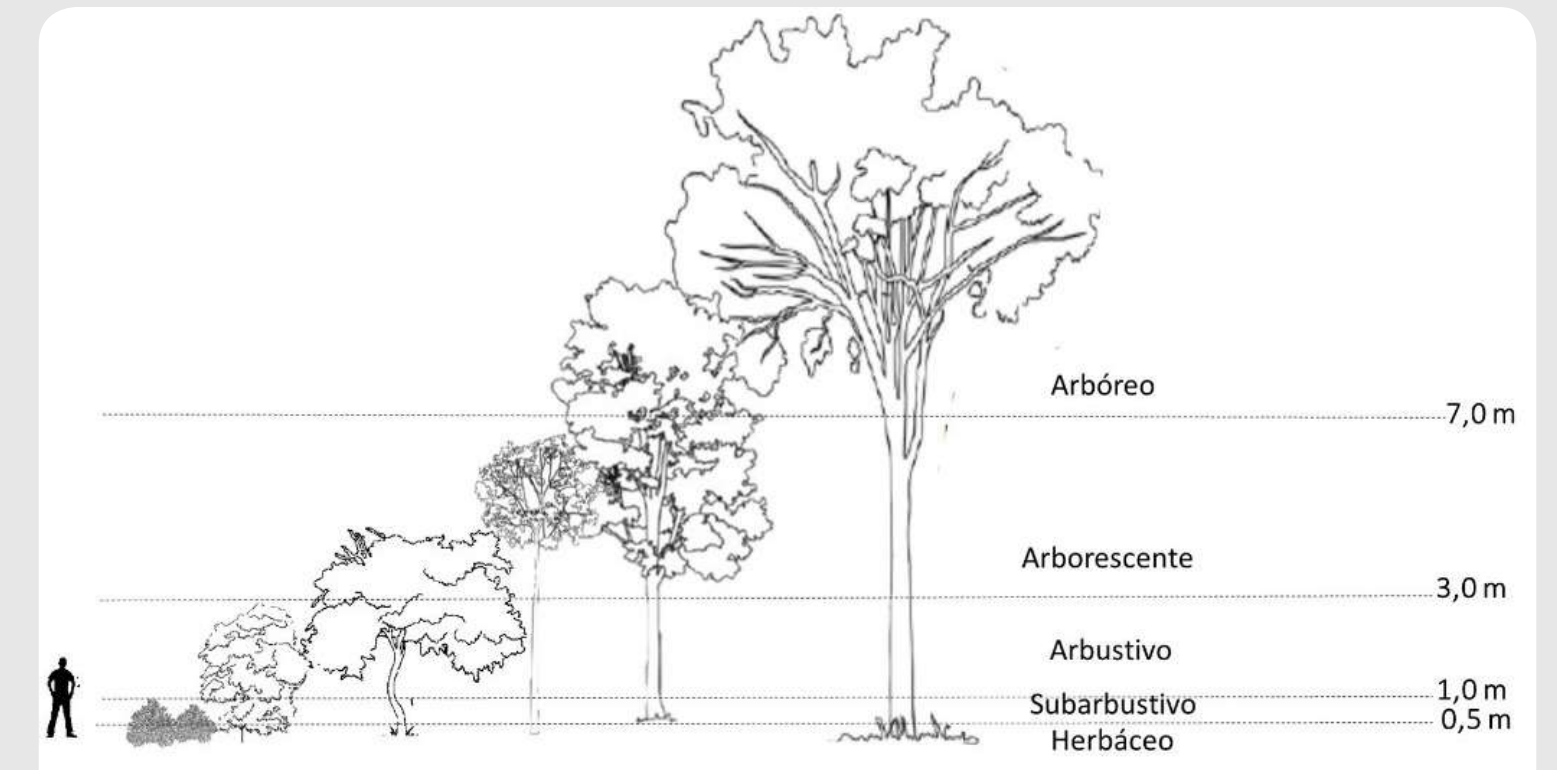 Arbóreo
7,0 m
Arborescente
3,0 m
Arbustivo
1,0 m
Subarbustivo
0,5 m
Herbáceo